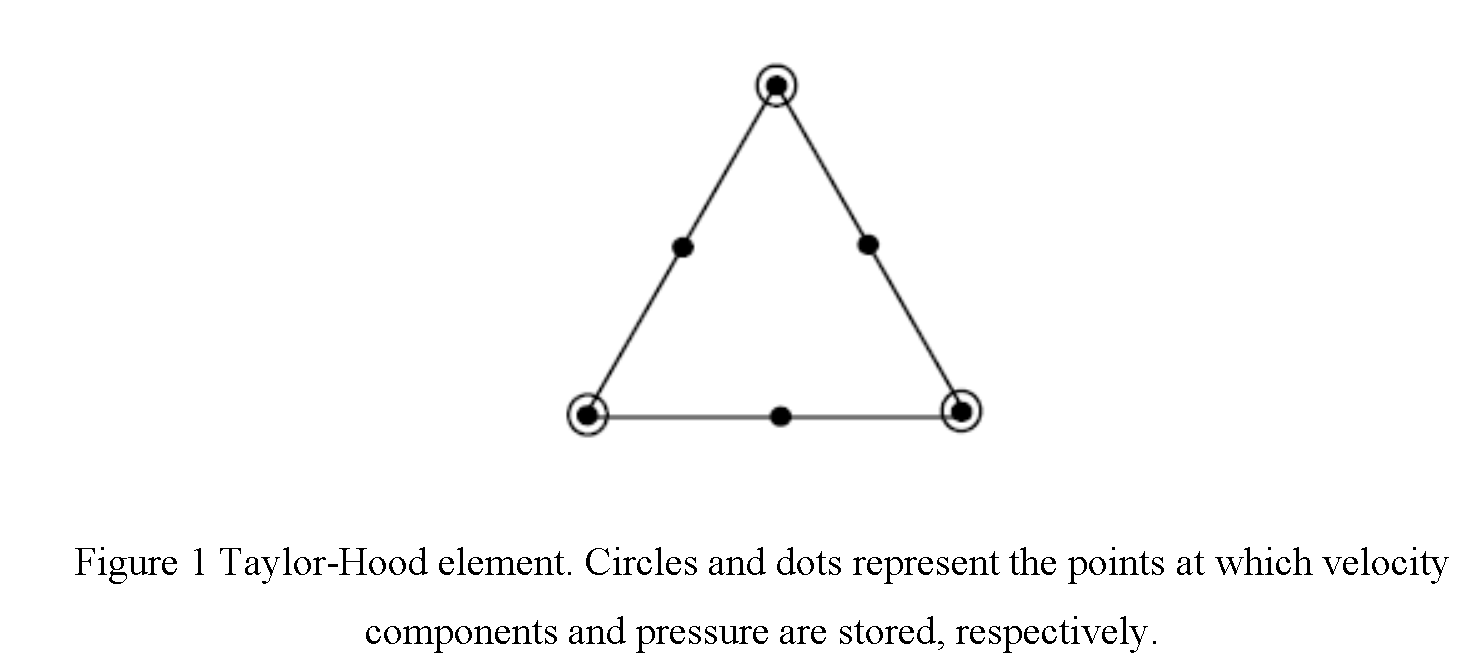 Figure 1 Taylor-Hood element. Circles and dots represent the points at which velocity
components and pressure are stored, respectively.